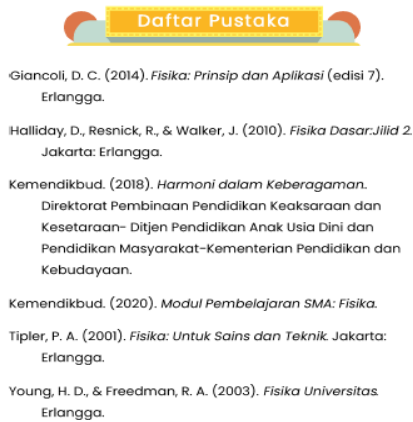 Daftar Pustaka
Giancoli, D. C. (2014). Fisika: Prinsip dan Aplikasi (edisi 7).
Erlangga.
Halliday, D., Resnick, R., & Walker, J. (2010). Fisika Dasar:Jilid 2.
Jakarta: Erlangga.
Kemendikbud. (2018). Harmoni dalam Keberagaman.
Direktorat Pembinaan Pendidikan Keaksaraan dan
Kesetaraan- Ditjen Pendidikan Anak Usia Dini dan
Pendidikan Masyarakat-Kementerian Pendidikan dan
Kebudayaan.
Kemendikbud. (2020). Modul Pembelajaran SMA: Fisika.
Tipler, P. A. (2001). Fisika: Untuk Sains dan Teknik. Jakarta:
Erlangga.
Young, H. D., & Freedman, R. A. (2003). Fisika Universitas.
Erlangga.